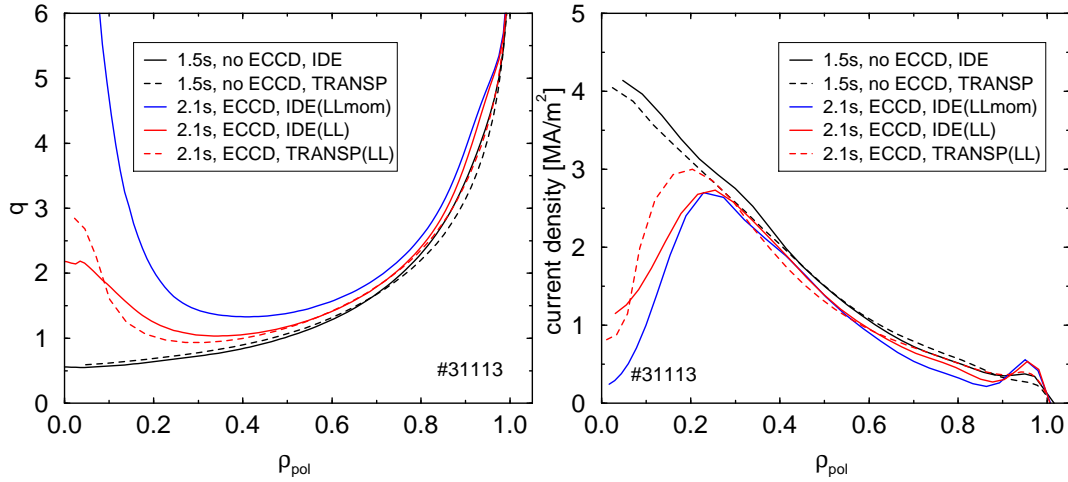 6
5
4
3
2
1
0
q
1.5s, no ECCD, IDE
1.5s, no ECCD, TRANSP
2.1s, ECCD, IDE(LLmom)
2.1s, ECCD, IDE(LL)
2.1s, ECCD, TRANSP(LL)
#31113
0.0 0.2 0.4 0.6 0.8 1.0
ρpol
5
4
3
2
1
0
current density [MA/m²]
1.5s, no ECCD, IDE
1.5s, no ECCD, TRANSP
2.1s, ECCD, IDE(LLmom)
2.1s, ECCD, IDE(LL)
2.1s, ECCD, TRANSP(LL)
#31113
0.0 0.2 0.4 0.6 0.8 1.0
ρpol